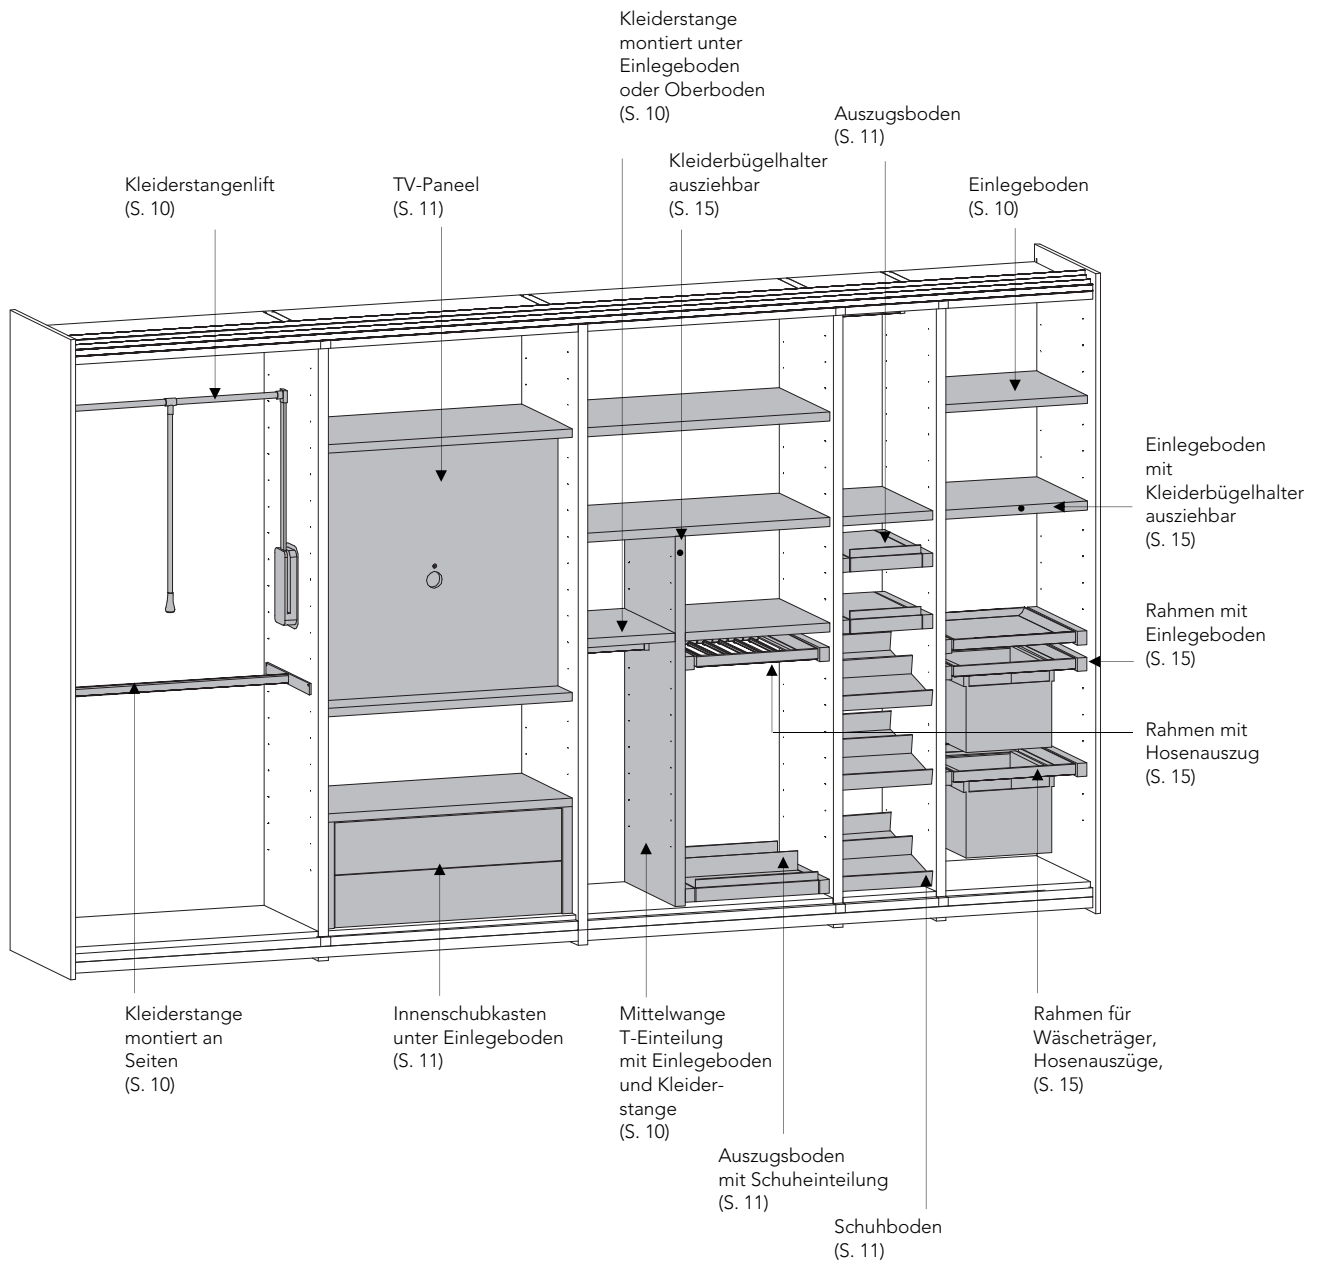 Kleiderstange
montiert unter
Einlegeboden
oder Oberboden
(S. 10)
Auszugsboden
(S. 11)
Kleiderbügelhalter
ausziehbar
(S. 15)
Kleiderstangenlift
(S. 10)
TV-Paneel
(S. 11)
Einlegeboden
(S. 10)
Einlegeboden
mit
Kleiderbügelhalter
ausziehbar
(S. 15)
Rahmen mit
Einlegeboden
(S. 15)
Rahmen mit
Hosenauszug
(S. 15)
Kleiderstange
montiert an
Seiten
(S. 10)
Innenschubkasten
unter Einlegeboden
(S. 11)
Mittelwange
T-Einteilung
mit Einlegeboden
und Kleider-
stange
(S. 10)
Rahmen für
Wäscheträger,
Hosenauszüge,
(S. 15)
Auszugsboden
mit Schuheinteilung
(S. 11)
Schuhboden
(S. 11)